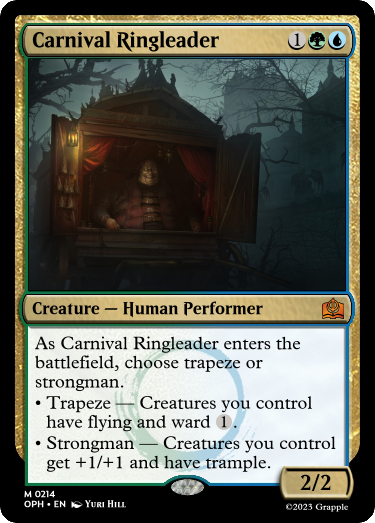 Carnival Ringleader 1
Creature — Human Performer
As Carnival Ringleader enters the
battlefield, choose trapeze or
strongman.
• Trapeze — Creatures you control
have flying and ward 1.
• Strongman — Creatures you control
get +1/+1 and have trample.
2/2
M 0214
OPH • EN Yuri Hill
©2023 Grapple